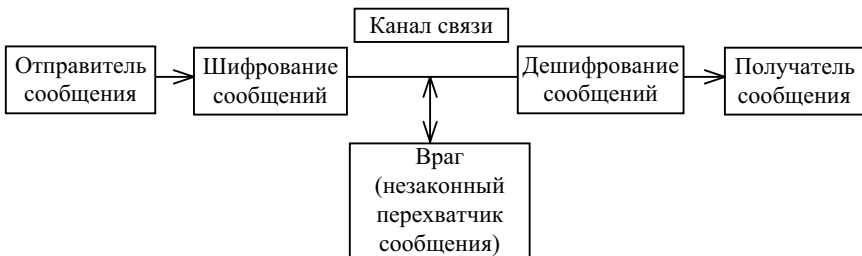 Канал связи
Отправитель
сообщения
Шифрование
сообщений
Дешифрование
сообщений
Получатель
сообщения
Враг
(незаконный
перехватчик
сообщения)